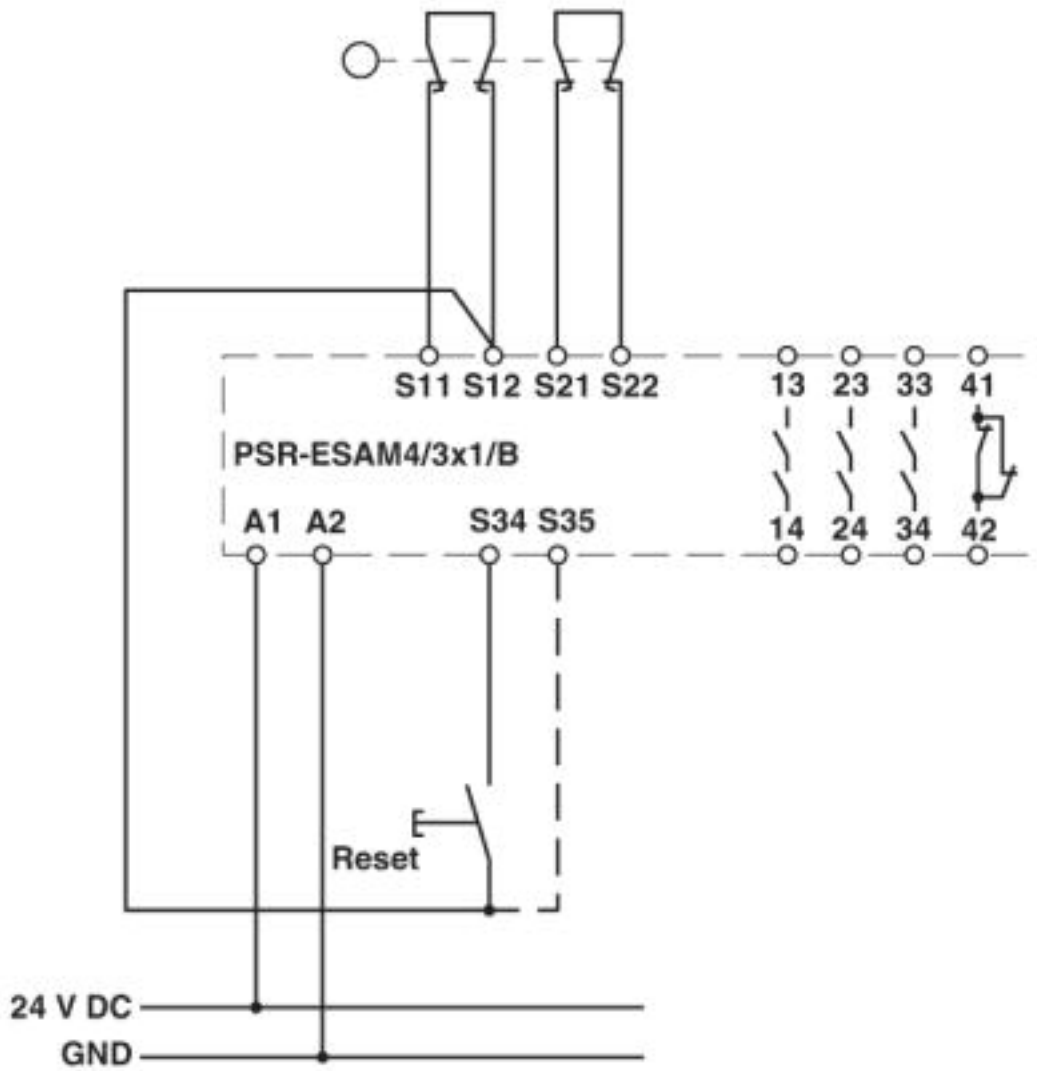 S11 S12 S21 S22 13 23 33 41
PSR-ESAM4/3x1/B
A1 A2 S34 S35 14 24 34 42
Reset
24 V DC
GND